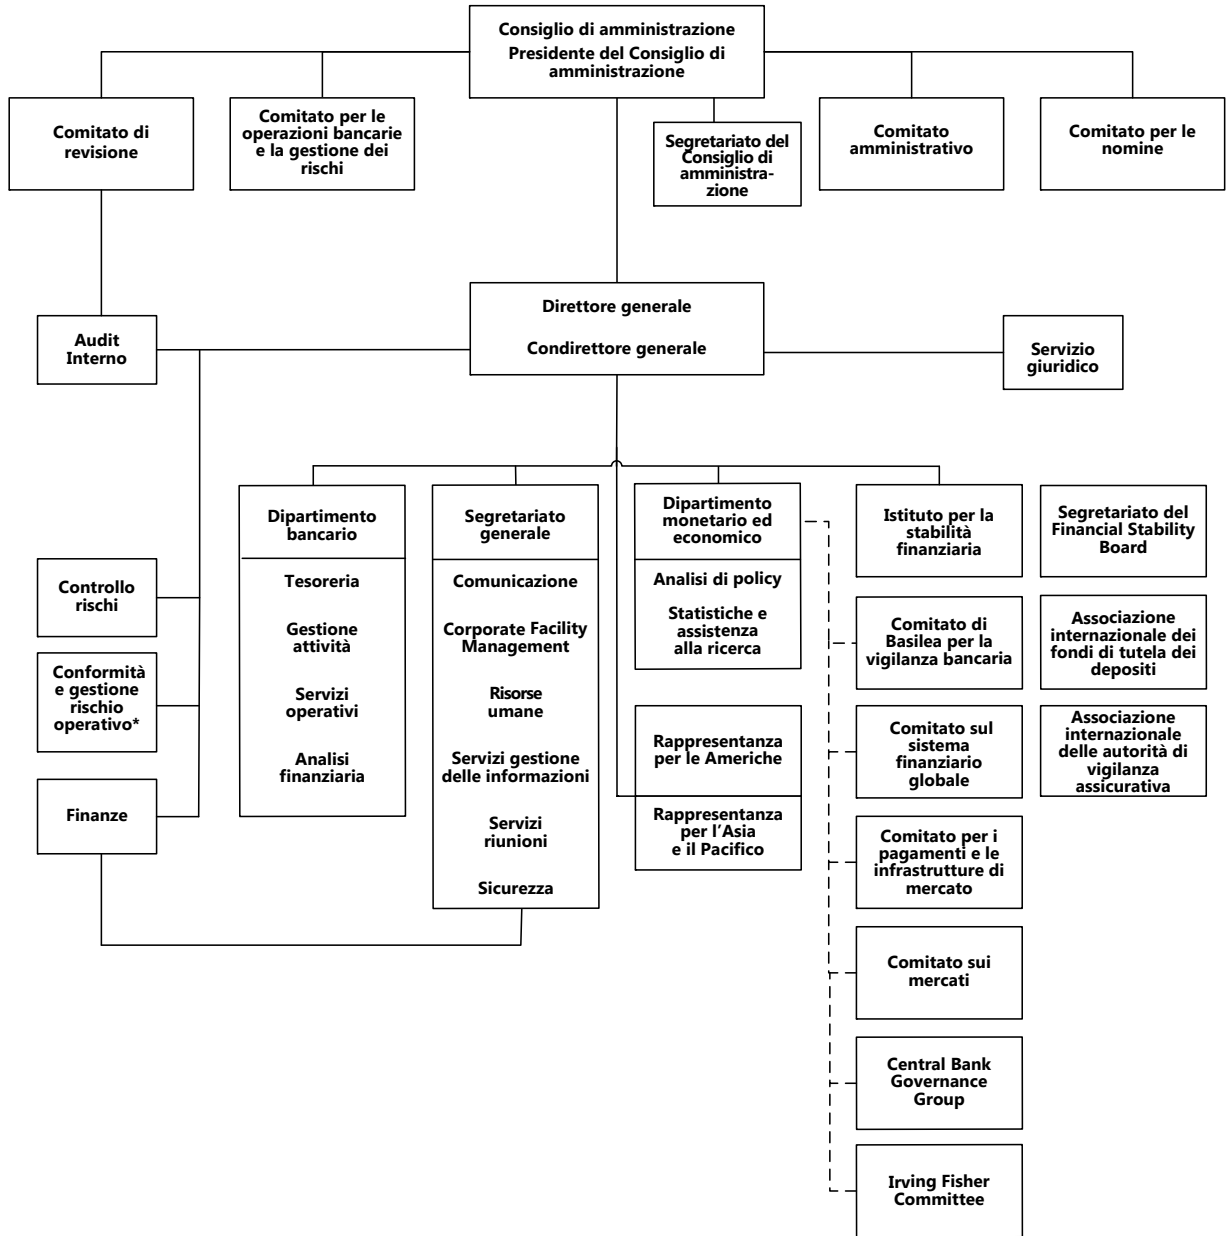 Consiglio di amministrazione
Presidente del Consiglio di
amministrazione
Comitato di
revisione
Comitato per le
operazioni bancarie
e la gestione dei
rischi
Segretariato del
Consiglio di
amministra-
zione
Comitato
amministrativo
Comitato per le
nomine
Direttore generale
Condirettore generale
Audit
Interno
Servizio
giuridico
Controllo
rischi
Conformità
e gestione
rischio
operativo*
Finanze
Dipartimento
bancario
Tesoreria
Gestione
attività
Servizi
operativi
Analisi
finanziaria
Segretariato
generale
Comunicazione
Corporate Facility
Management
Risorse
umane
Servizi gestione
delle informazioni
Servizi
riunioni
Sicurezza
Dipartimento
monetario ed
economico
Analisi di policy
Statistiche e
assistenza
alla ricerca
Rappresentanza
per le Americhe
Rappresentanza
per l'Asia
e il Pacifico
Istituto per la
stabilità
finanziaria
Comitato di
Basilea per la
vigilanza bancaria
Comitato sul
sistema
finanziario
globale
Comitato per i
pagamenti e le
infrastrutture di
mercato
Comitato sui
mercati
Central Bank
Governance
Group
Irving Fisher
Committee
Segretariato del
Financial Stability
Board
Associazione
internazionale dei
fondi di tutela dei
depositi
Associazione
internazionale
delle autorità di
vigilanza
assicurativa